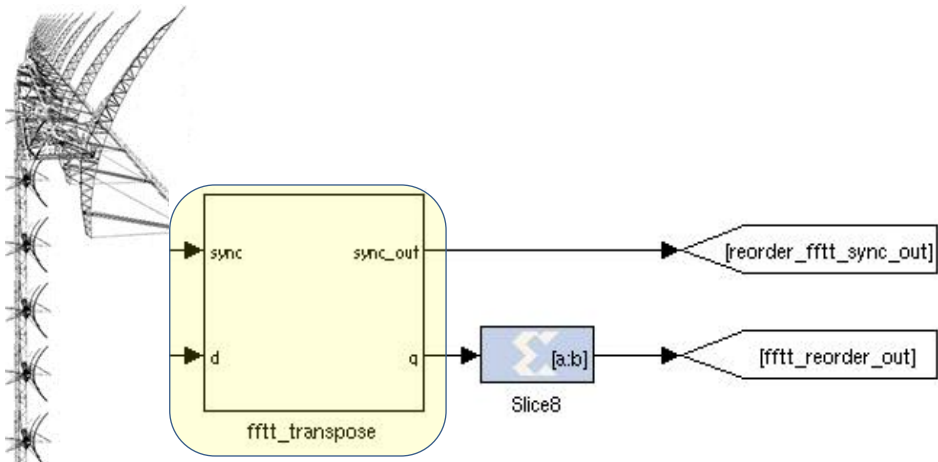 sync
sync_out
[reorder_fftt_sync_out]
d
q
[a:b]
[fftt_reorder_out]
Slice8
fftt_transpose